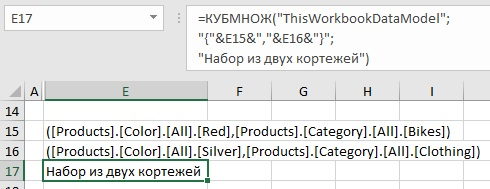 E17
=КУБМНОЖ("ThisWorkbookDataModel";
"{"&E15&","&E16&"}";
"Набор из двух кортежей")
A E F G H I
14
15 ([Products].[Color].[All].[Red],[Products].[Category].[All].[Bikes])
16 ([Products].[Color].[All].[Silver],[Products].[Category].[All].[Clothing])
17 Набор из двух кортежей